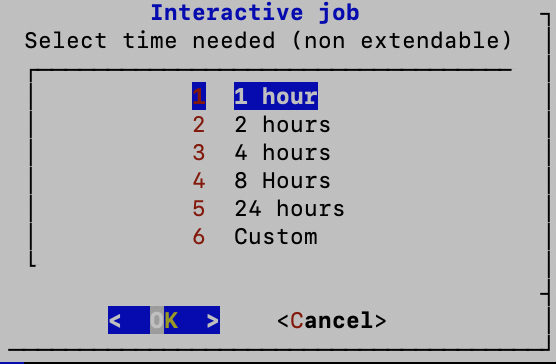 Interactive job
Select time needed (non extendable)
1 1 hour
2 2 hours
3 4 hours
4 8 Hours
5 24 hours
6 Custom
< OK > <Cancel>